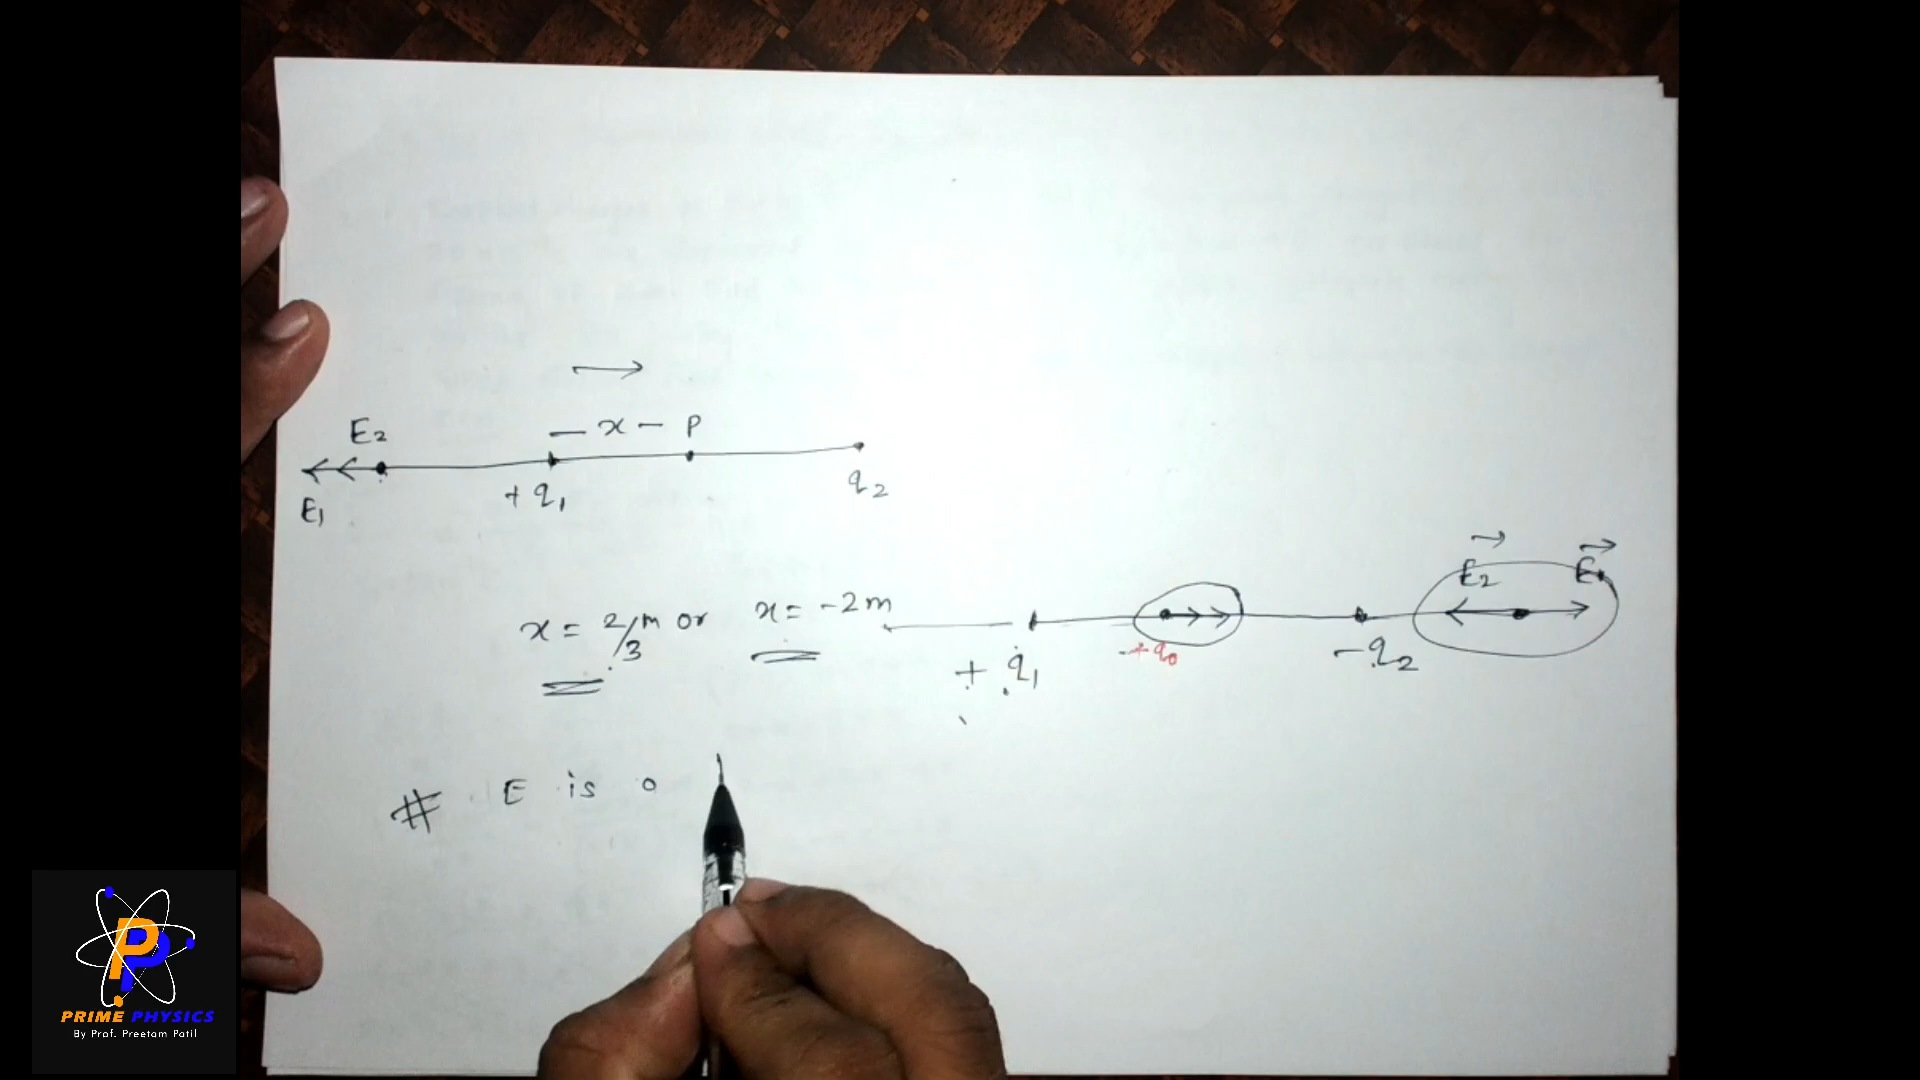 E₂
— x — P
E₁
+ q₁
q₂
E₂
x = 2/3 m or x = -2m
+ q₁
+q₀
-q₂
# E is 0
PRIME PHYSICS
By Prof. Preetam Patil